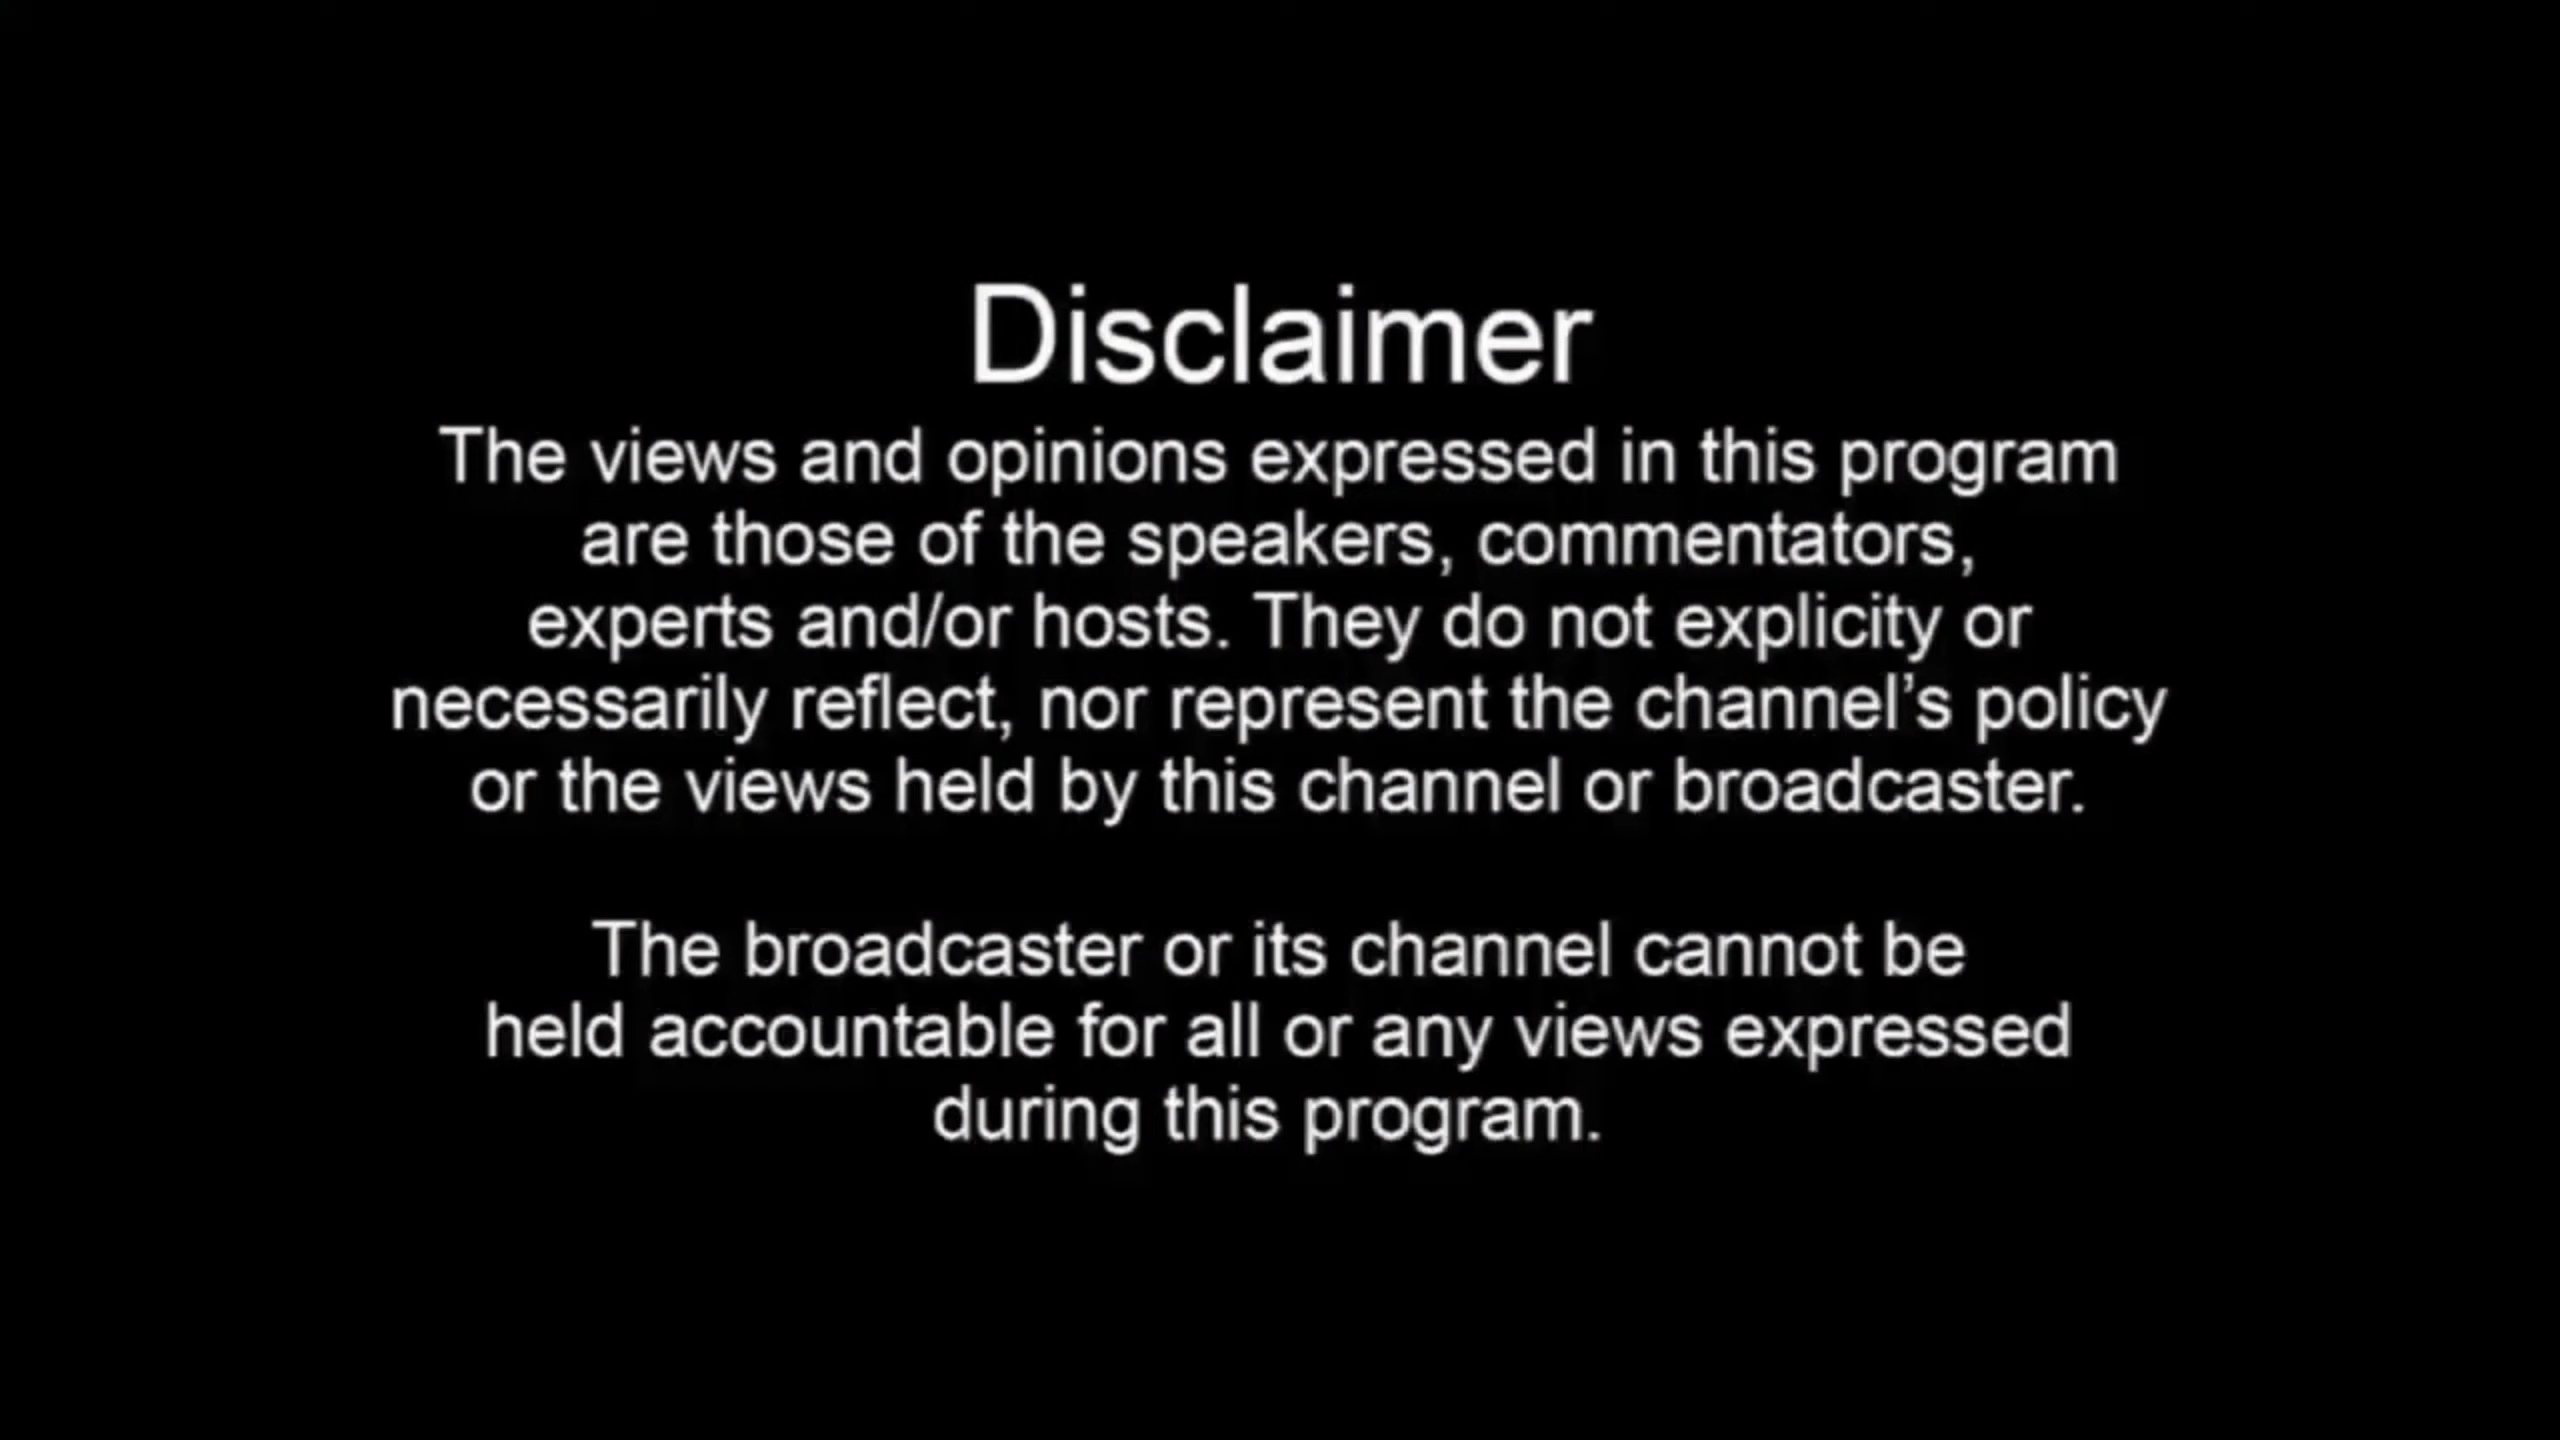 Disclaimer
The views and opinions expressed in this program
are those of the speakers, commentators,
experts and/or hosts. They do not explicity or
necessarily reflect, nor represent the channel’s policy
or the views held by this channel or broadcaster.
The broadcaster or its channel cannot be
held accountable for all or any views expressed
during this program.